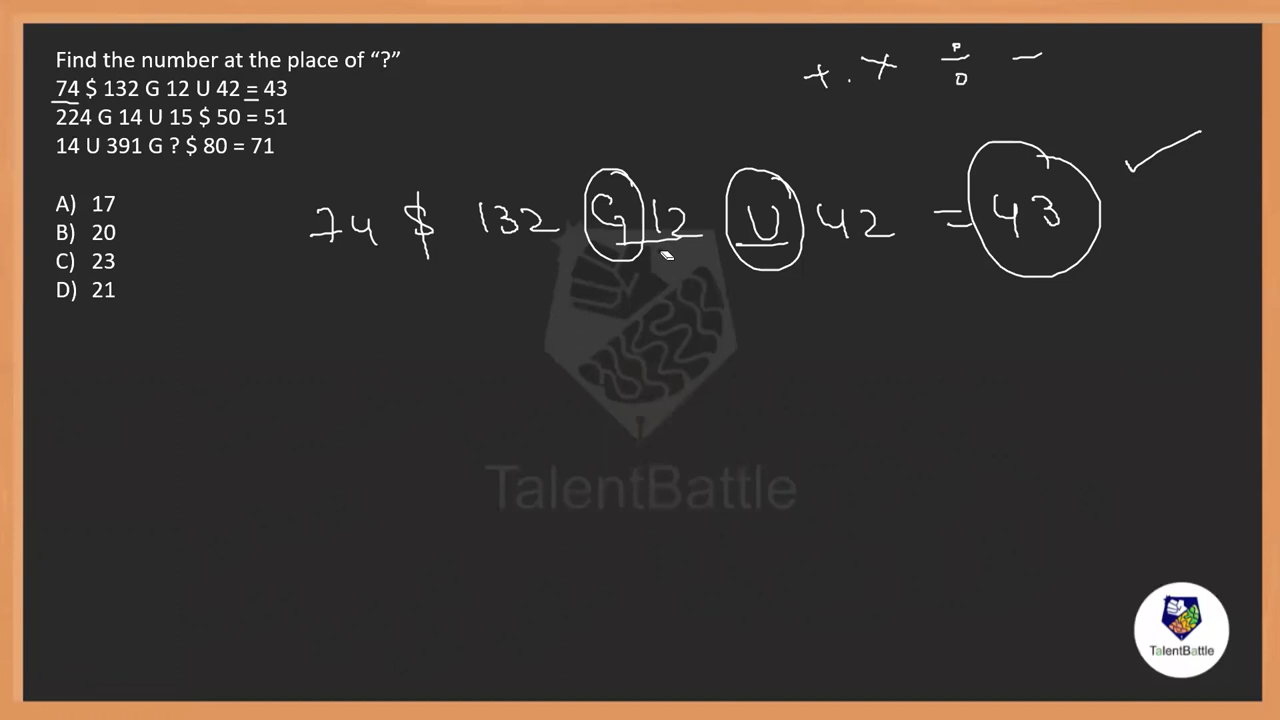 Find the number at the place of “?”
74 $ 132 G 12 U 42 = 43
224 G 14 U 15 $ 50 = 51
14 U 391 G ? $ 80 = 71
A) 17
B) 20
C) 23
D) 21
+ . × P/D −
74 $ 132 G 12 U 42 = 43
TalentBattle
TalentBattle